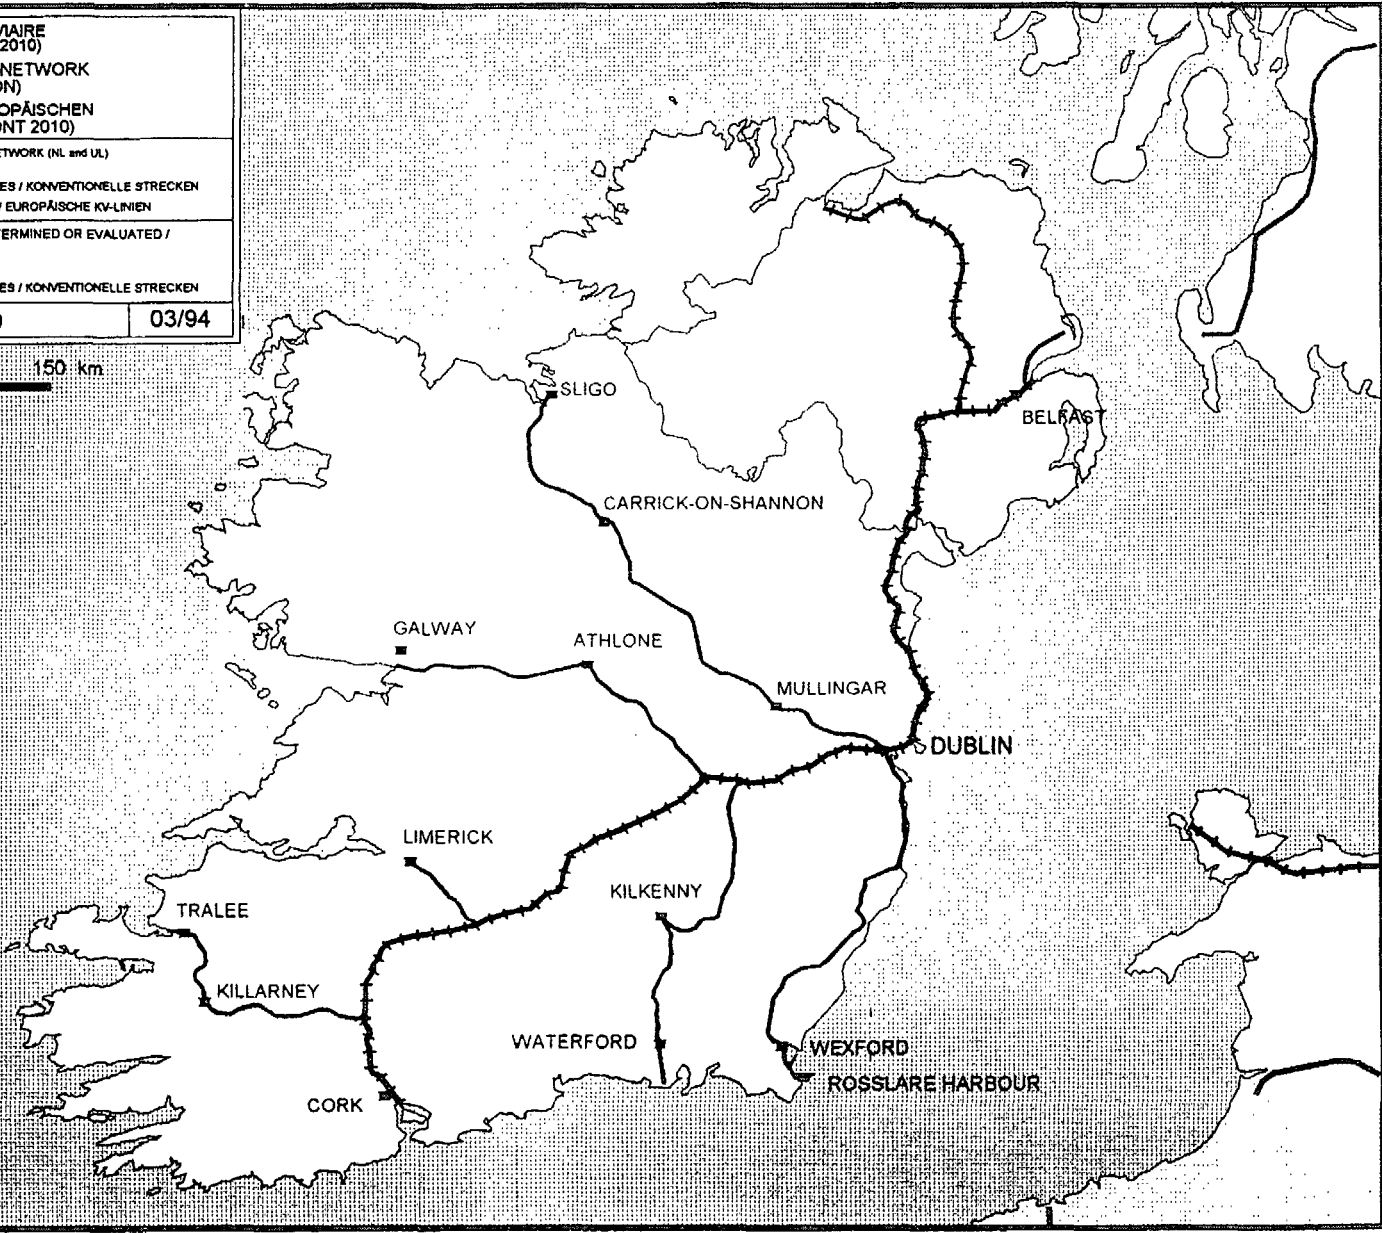 VIAIRE
2010)
NETWORK
ON)
OPÄISCHEN
ONT 2010)
ETWORK (NL and UL)
ES / KONVENTIONELLE STRECKEN
/ EUROPÄISCHE KV-LINIEN
TERMINED OR EVALUATED /
ES / KONVENTIONELLE STRECKEN
03/94
150 km
SLIGO
BELFAST
CARRICK-ON-SHANNON
GALWAY
ATHLONE
MULLINGAR
DUBLIN
LIMERICK
KILKENNY
TRALEE
KILLARNEY
WATERFORD
WEXFORD
ROSSLARE HARBOUR
CORK